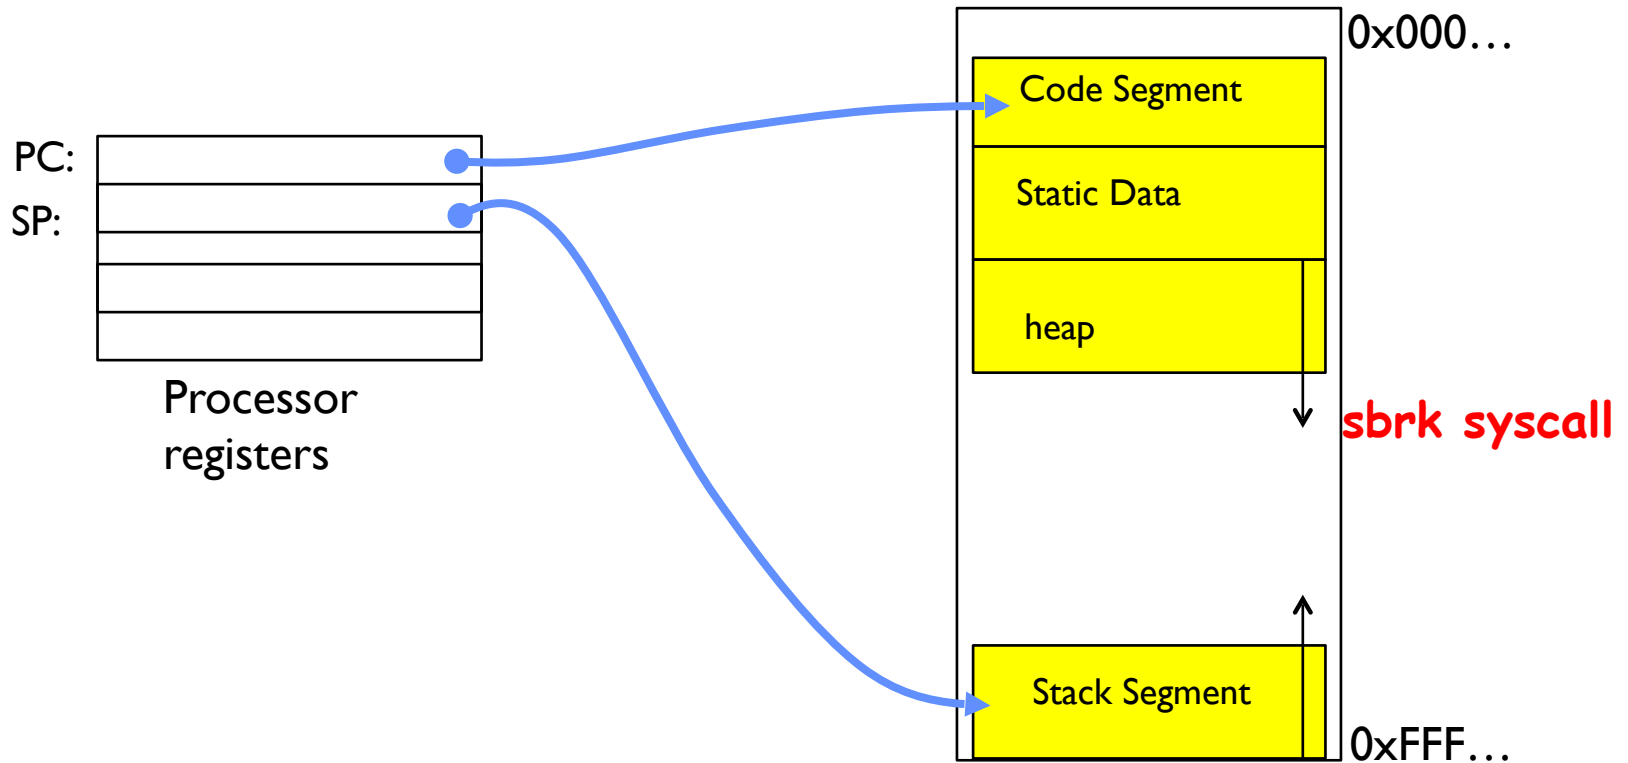 0x000…
Code Segment
PC:
Static Data
SP:
heap
Processor
registers
sbrk syscall
Stack Segment
0xFFF…